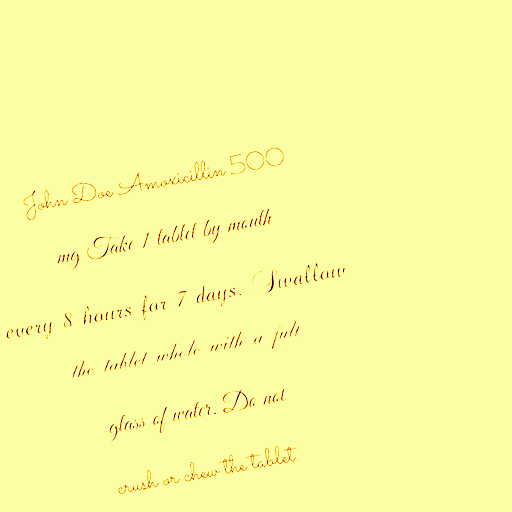 John Doe Amoxicillin 500
mg Take 1 tablet by mouth
every 8 hours for 7 days. Swallow
the tablet whole with a full
glass of water. Do not
crush or chew the tablet.